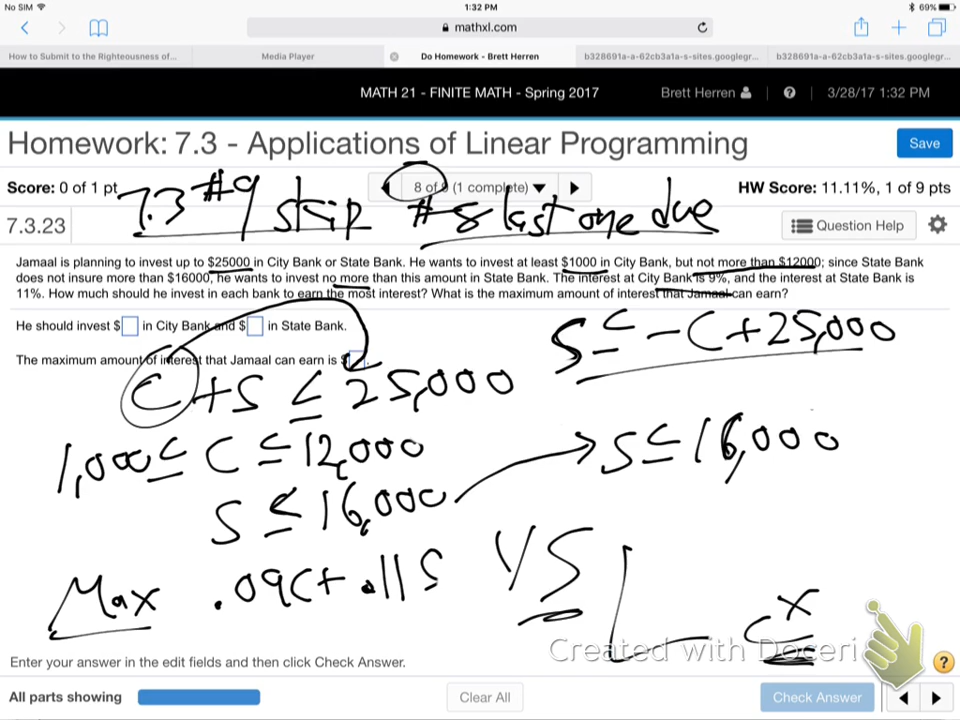 No SIM 1:32 PM 69%
mathxl.com
How to Submit to the Righteousness of... Media Player Do Homework - Brett Herren b328691a-a-62cb3a1a-s-sites.googlegr... b328691a-a-62cb3a1a-s-sites.googlegr...
MATH 21 - FINITE MATH - Spring 2017 Brett Herren ? 3/28/17 1:32 PM
Homework: 7.3 - Applications of Linear Programming Save
Score: 0 of 1 pt 8 of 9 (1 complete) HW Score: 11.11%, 1 of 9 pts
7.3 #9 skip #8 last one due
7.3.23 Question Help
Jamaal is planning to invest up to $25000 in City Bank or State Bank. He wants to invest at least $1000 in City Bank, but not more than $12000; since State Bank
does not insure more than $16000, he wants to invest no more than this amount in State Bank. The interest at City Bank is 9%, and the interest at State Bank is
11%. How much should he invest in each bank to earn the most interest? What is the maximum amount of interest that Jamaal can earn?
He should invest $ in City Bank and $ in State Bank.
S ≤ -C + 25,000
The maximum amount of interest that Jamaal can earn is $ .
C + S ≤ 25,000
1,000 ≤ C ≤ 12,000
S ≤ 16,000
S ≤ 16,000
Max .09C + .11S
Y S
C X
Created with Doceri
Enter your answer in the edit fields and then click Check Answer. ?
All parts showing Clear All Check Answer